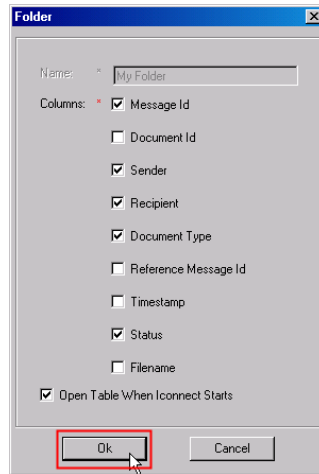 Folder
Name: * My Folder
Columns: * Message Id
Document Id
Sender
Recipient
Document Type
Reference Message Id
Timestamp
Status
Filename
Open Table When Iconnect Starts
Ok Cancel